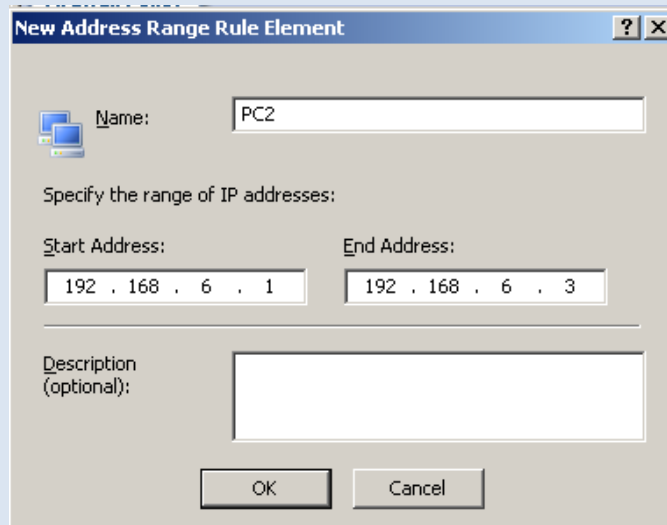 New Address Range Rule Element
Name: PC2
Specify the range of IP addresses:
Start Address: End Address:
192 . 168 . 6 . 1 192 . 168 . 6 . 3
Description
(optional):
OK Cancel